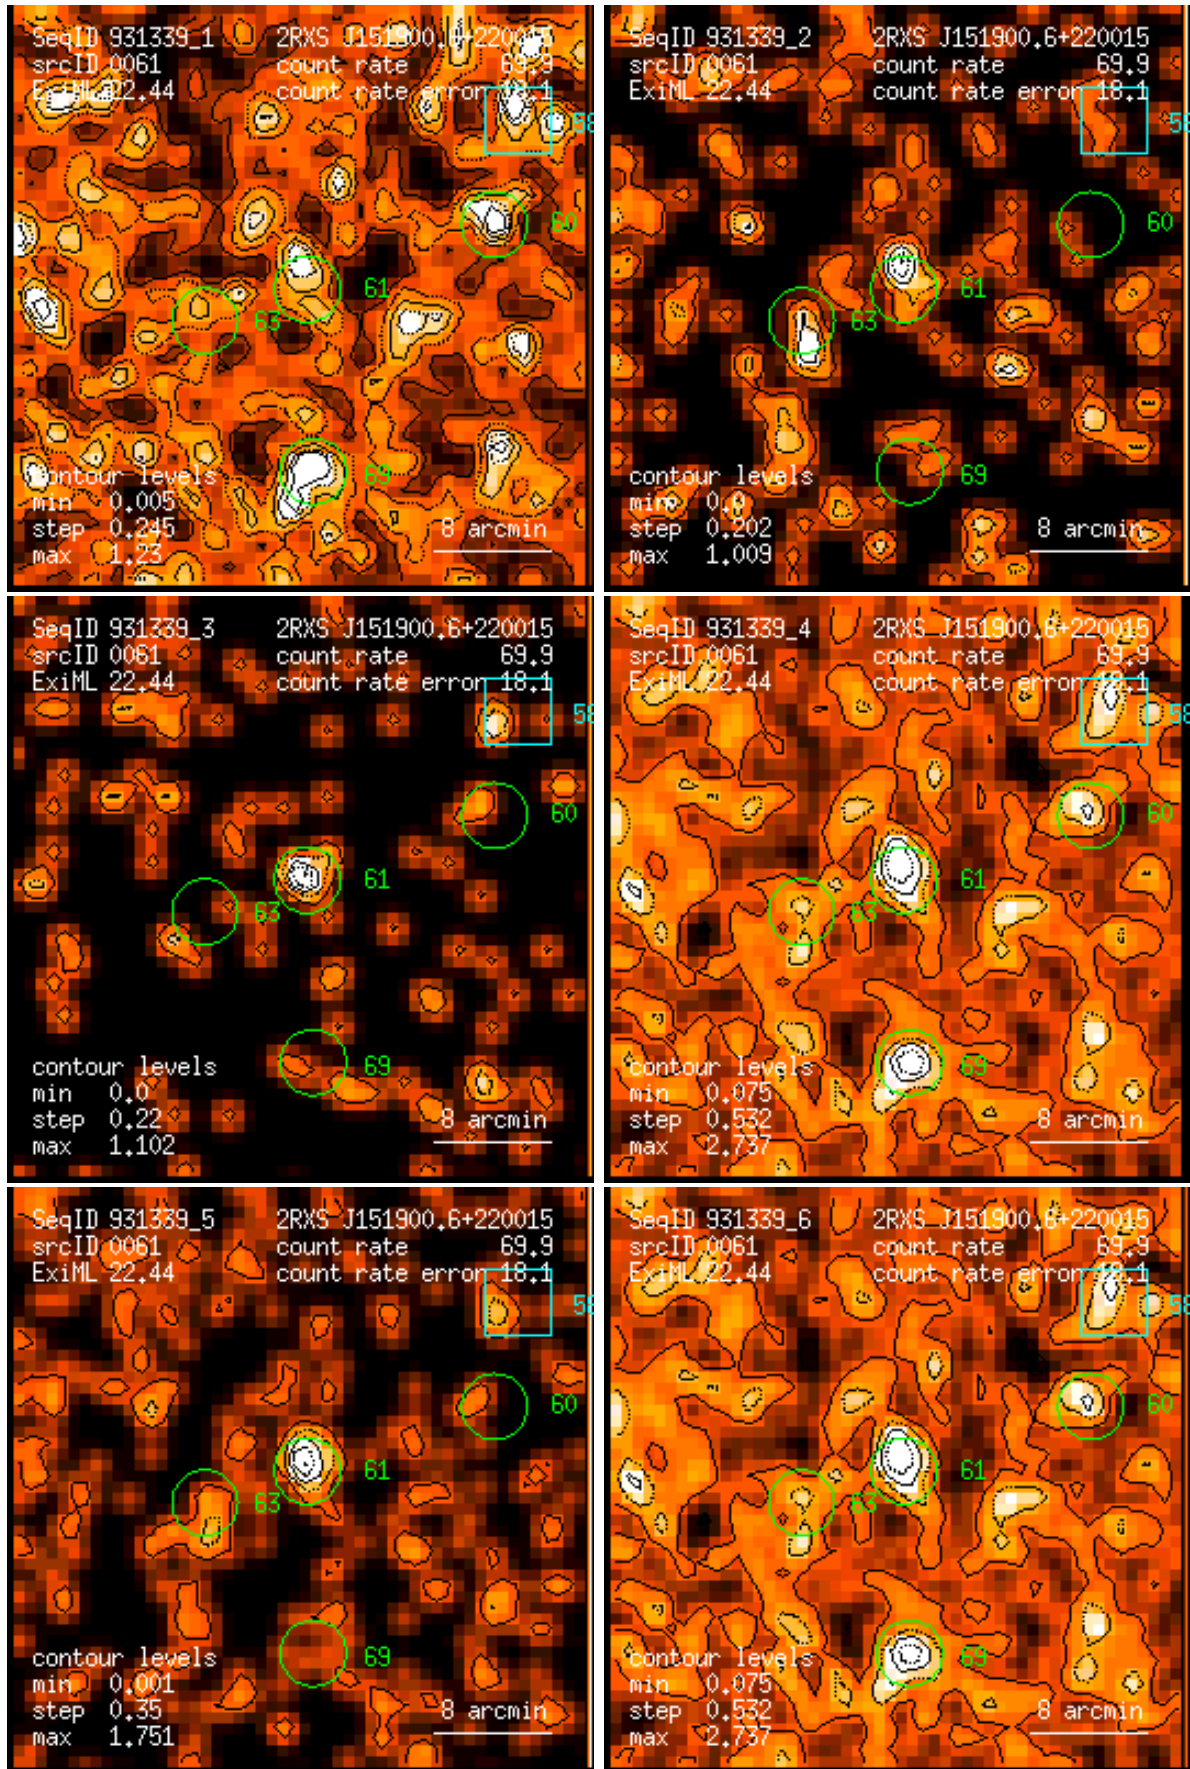 SeqID 931339_1 2RXS J151900.6+220015
srcID 0061 count rate 69.9
ExiML 22.44 count rate error 18.1
58
60
61
63
69
contour levels
min 0.005
step 0.245 8 arcmin
max 1.23
SeqID 931339_2 2RXS J151900.6+220015
srcID 0061 count rate 69.9
ExiML 22.44 count rate error 18.1
58
60
61
63
69
contour levels
min 0.0
step 0.202 8 arcmin
max 1.009
SeqID 931339_3 2RXS J151900.6+220015
srcID 0061 count rate 69.9
ExiML 22.44 count rate error 18.1
58
60
61
63
69
contour levels
min 0.0
step 0.22 8 arcmin
max 1.102
SeqID 931339_4 2RXS J151900.6+220015
srcID 0061 count rate 69.9
ExiML 22.44 count rate error 18.1
58
60
61
63
69
contour levels
min 0.075
step 0.532 8 arcmin
max 2.737
SeqID 931339_5 2RXS J151900.6+220015
srcID 0061 count rate 69.9
ExiML 22.44 count rate error 18.1
58
60
61
63
69
contour levels
min 0.001
step 0.35 8 arcmin
max 1.751
SeqID 931339_6 2RXS J151900.6+220015
srcID 0061 count rate 69.9
ExiML 22.44 count rate error 18.1
58
60
61
63
69
contour levels
min 0.075
step 0.532 8 arcmin
max 2.737